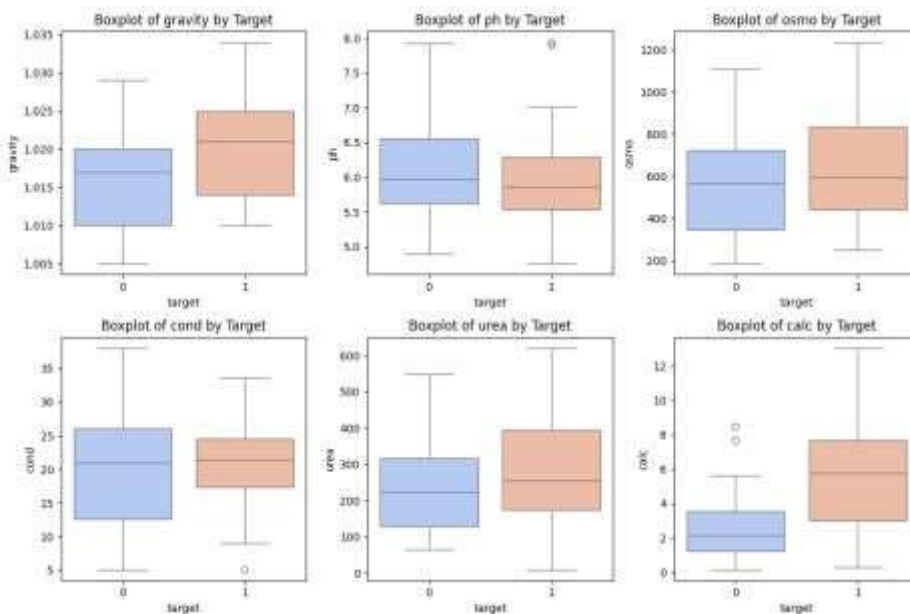 Boxplot of gravity by Target
1.035
1.030
1.025
1.020
1.015
1.010
1.005
gravity
0
1
target
Boxplot of ph by Target
8.0
7.5
7.0
6.5
6.0
5.5
5.0
ph
0
1
target
Boxplot of osmo by Target
1200
1000
800
600
400
200
osmo
0
1
target
Boxplot of cond by Target
35
30
25
20
15
10
5
cond
0
1
target
Boxplot of urea by Target
600
500
400
300
200
100
0
urea
0
1
target
Boxplot of calc by Target
12
10
8
6
4
2
0
calc
0
1
target